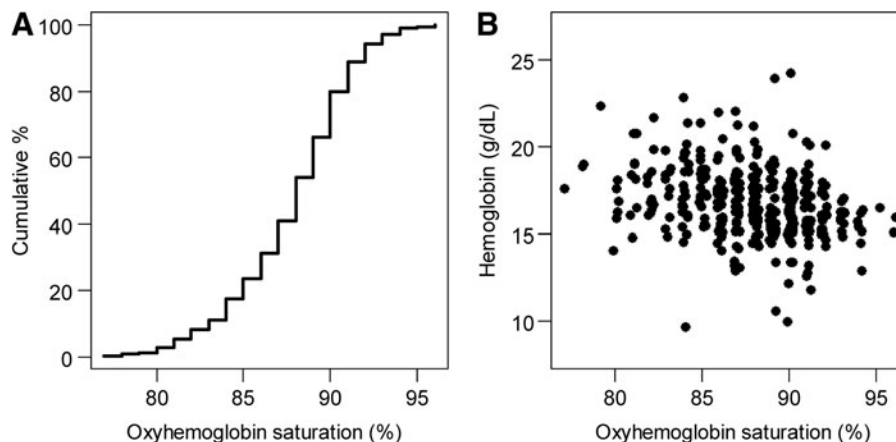 A
100
80
60
40
20
0
Cumulative %
80 85 90 95
Oxyhemoglobin saturation (%)
B
25
20
15
10
Hemoglobin (g/dL)
80 85 90 95
Oxyhemoglobin saturation (%)